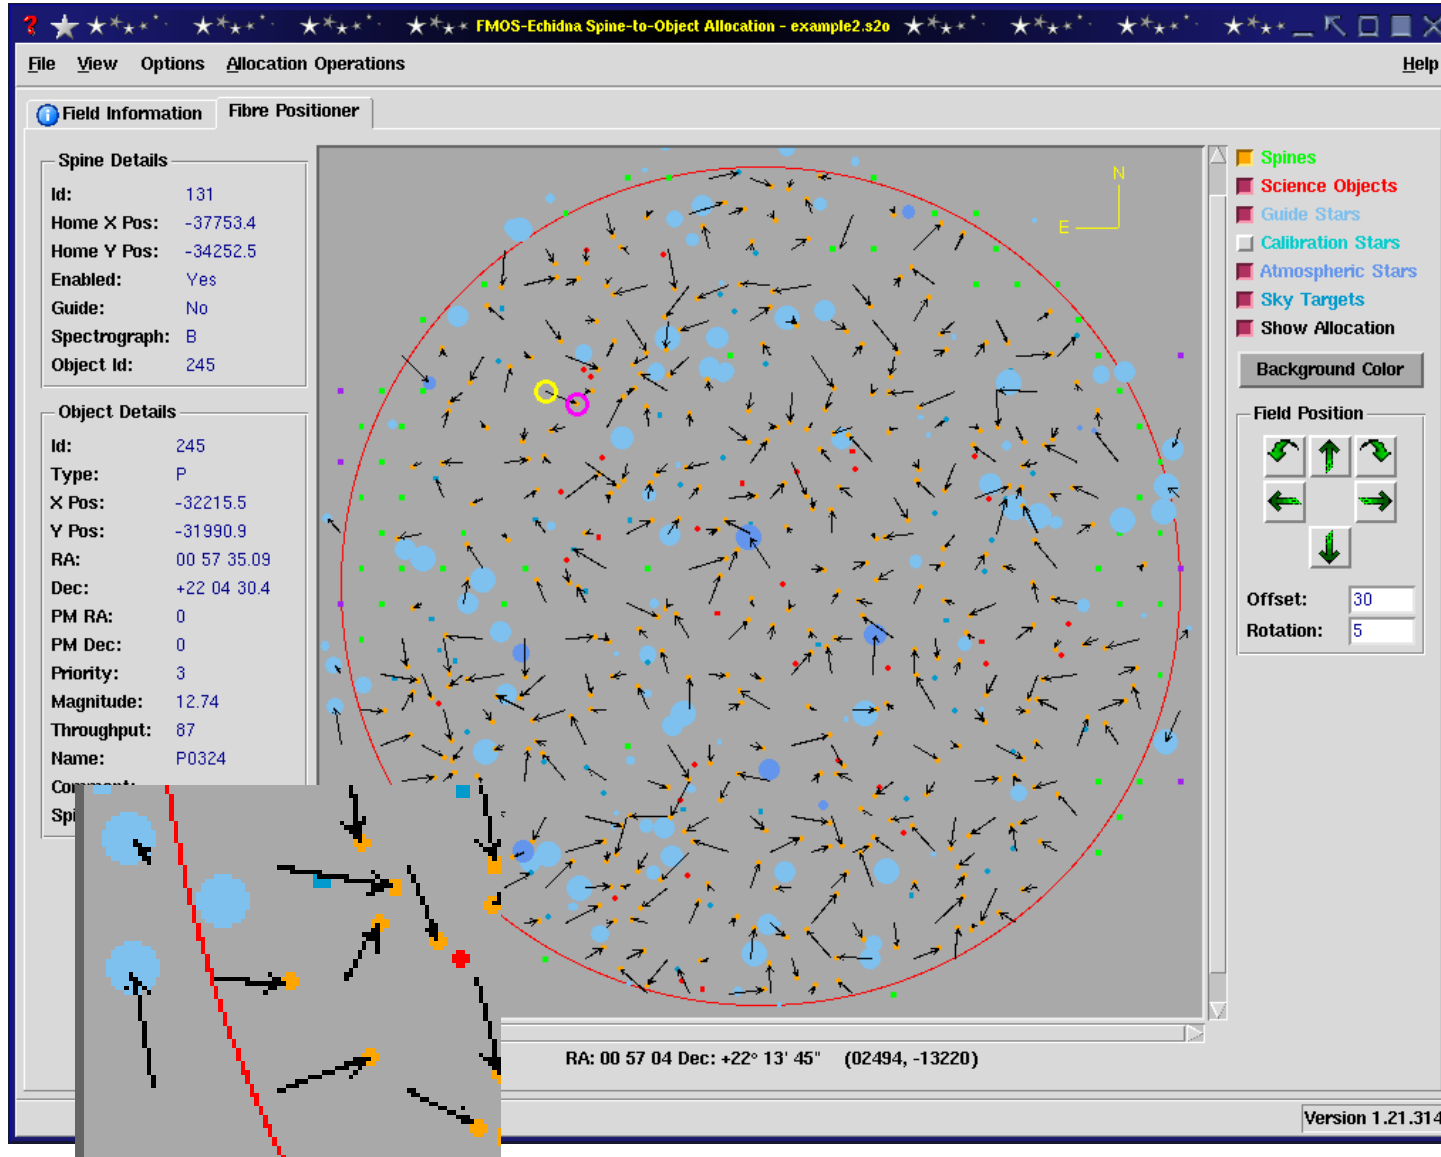 FMOS-Echidna Spine-to-Object Allocation - example2.s2o
File View Options Allocation Operations Help
Field Information Fibre Positioner
Spine Details
Id: 131
Home X Pos: -37753.4
Home Y Pos: -34252.5
Enabled: Yes
Guide: No
Spectrograph: B
Object Id: 245
Object Details
Id: 245
Type: P
X Pos: -32215.5
Y Pos: -31990.9
RA: 00 57 35.09
Dec: +22 04 30.4
PM RA: 0
PM Dec: 0
Priority: 3
Magnitude: 12.74
Throughput: 87
Name: P0324
N
E
Spines
Science Objects
Guide Stars
Calibration Stars
Atmospheric Stars
Sky Targets
Show Allocation
Background Color
Field Position
Offset: 30
Rotation: 5
RA: 00 57 04 Dec: +22° 13' 45" (02494, -13220)
Version 1.21.314